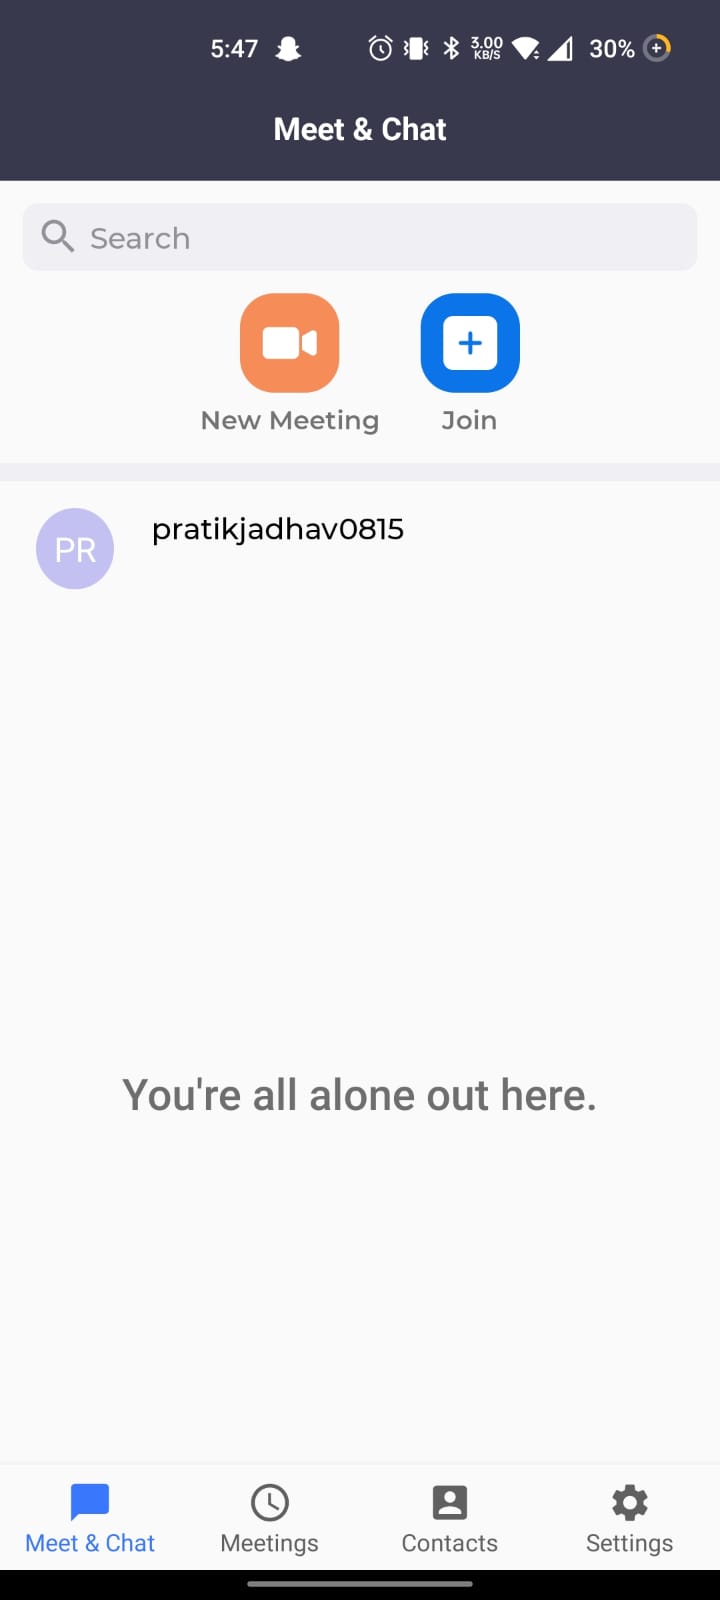 5:47 3.00 KB/S 30%
Meet & Chat
Search
New Meeting Join
PR pratikjadhav0815
You're all alone out here.
Meet & Chat Meetings Contacts Settings